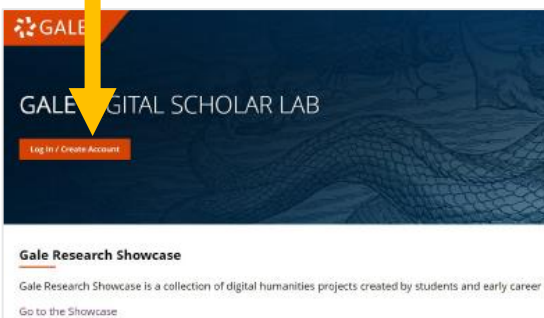 GALE
GALE DIGITAL SCHOLAR LAB
Log In / Create Account
Gale Research Showcase
Gale Research Showcase is a collection of digital humanities projects created by students and early career
Go to the Showcase